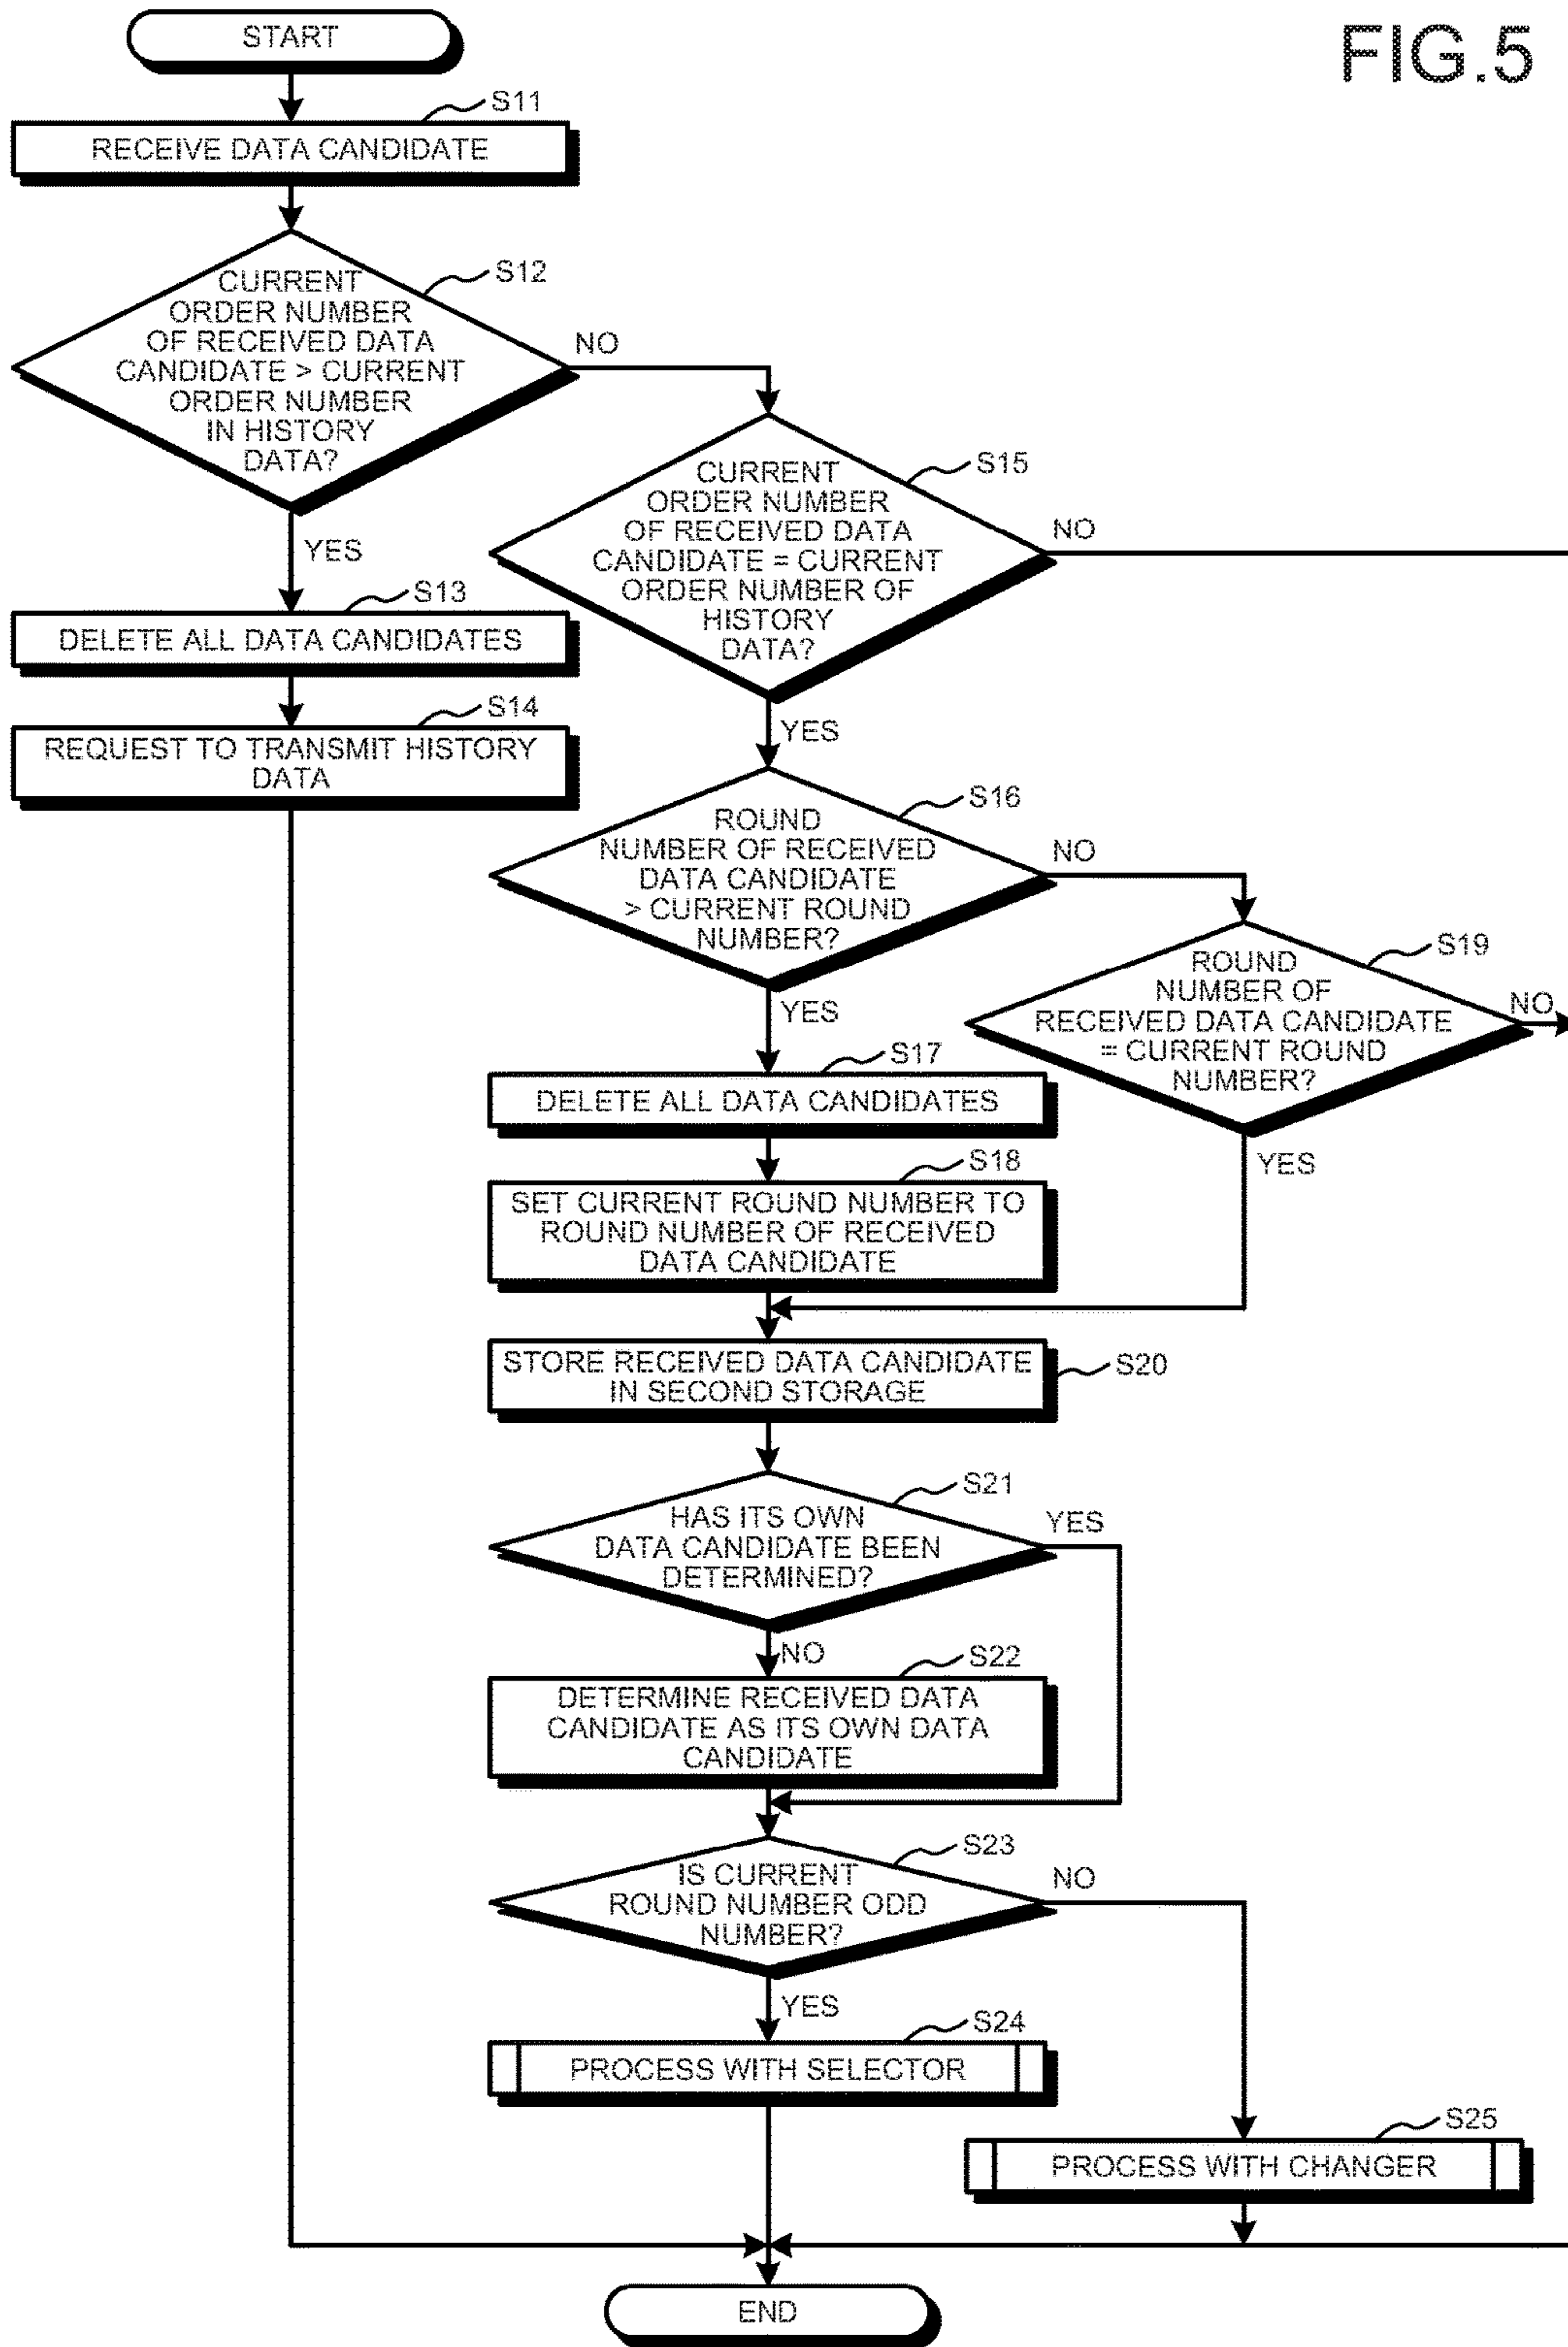 FIG.5
START
S11
RECEIVE DATA CANDIDATE
S12
CURRENT
ORDER NUMBER
OF RECEIVED DATA
CANDIDATE > CURRENT
ORDER NUMBER
IN HISTORY
DATA?
NO
YES
S13
DELETE ALL DATA CANDIDATES
S14
REQUEST TO TRANSMIT HISTORY
DATA
S15
CURRENT
ORDER NUMBER
OF RECEIVED DATA
CANDIDATE = CURRENT
ORDER NUMBER OF
HISTORY
DATA?
NO
YES
S16
ROUND
NUMBER OF RECEIVED
DATA CANDIDATE
> CURRENT ROUND
NUMBER?
NO
YES
S19
ROUND
NUMBER OF
RECEIVED DATA CANDIDATE
= CURRENT ROUND
NUMBER?
NO
YES
S17
DELETE ALL DATA CANDIDATES
S18
SET CURRENT ROUND NUMBER TO
ROUND NUMBER OF RECEIVED
DATA CANDIDATE
STORE RECEIVED DATA CANDIDATE
IN SECOND STORAGE
S20
S21
HAS ITS OWN
DATA CANDIDATE BEEN
DETERMINED?
YES
NO
S22
DETERMINE RECEIVED DATA
CANDIDATE AS ITS OWN DATA
CANDIDATE
S23
IS CURRENT
ROUND NUMBER ODD
NUMBER?
NO
YES
S24
PROCESS WITH SELECTOR
S25
PROCESS WITH CHANGER
END